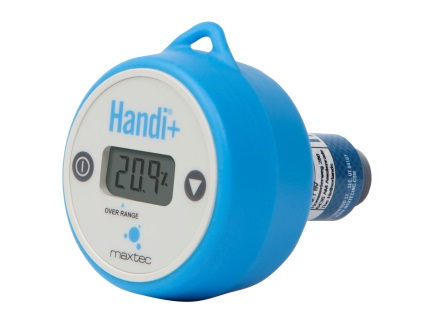 Handi+
20.9%
OVER RANGE
maxtec